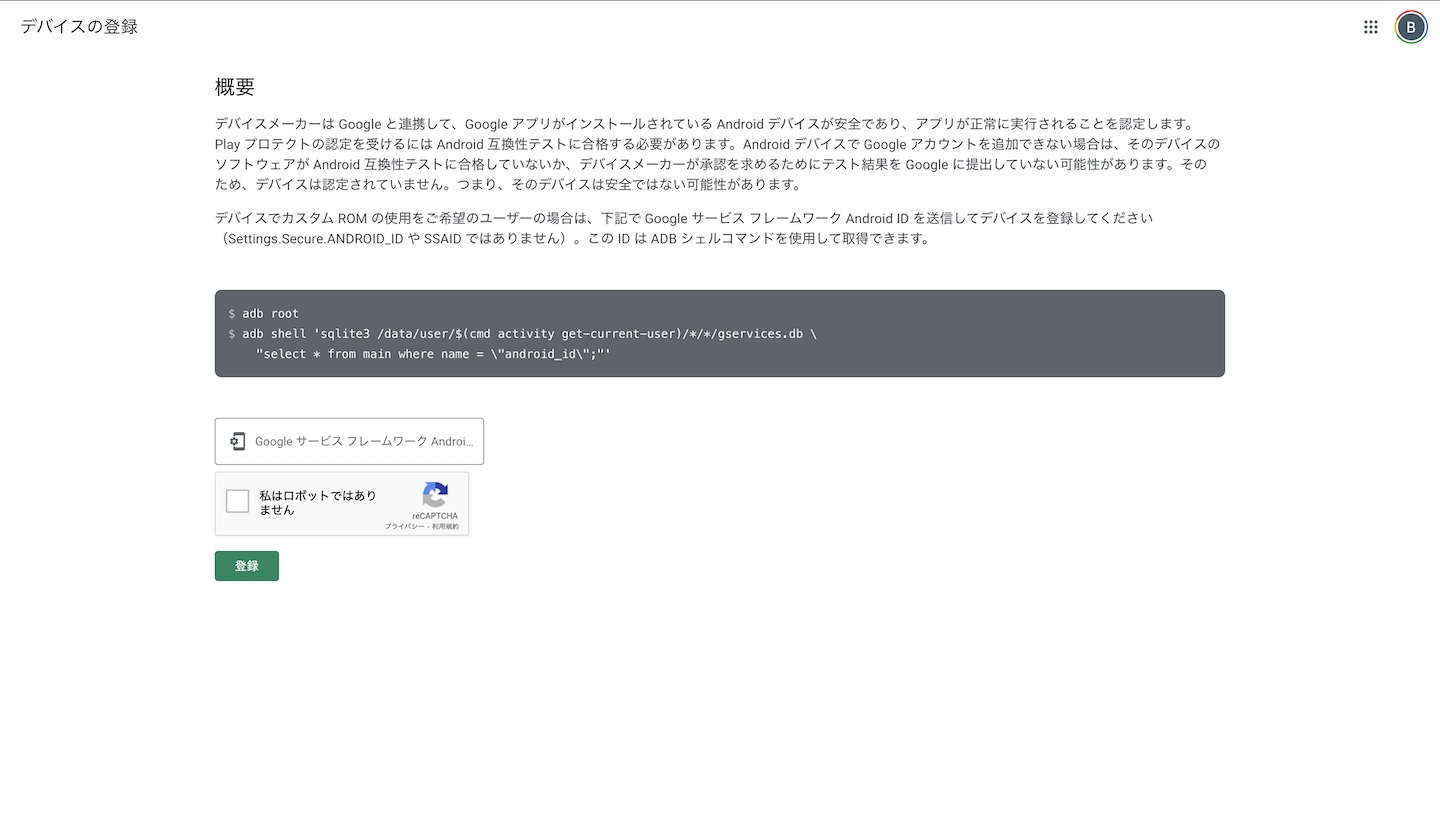 デバイスの登録
B
概要
デバイスメーカーは Google と連携して、Google アプリがインストールされている Android デバイスが安全であり、アプリが正常に実行されることを認定します。
Play プロテクトの認定を受けるには Android 互換性テストに合格する必要があります。Android デバイスで Google アカウントを追加できない場合は、そのデバイスの
ソフトウェアが Android 互換性テストに合格していないか、デバイスメーカーが承認を求めるためにテスト結果を Google に提出していない可能性があります。その
ため、デバイスは認定されていません。つまり、そのデバイスは安全ではない可能性があります。
デバイスでカスタム ROM の使用をご希望のユーザーの場合は、下記で Google サービス フレームワーク Android ID を送信してデバイスを登録してください
（Settings.Secure.ANDROID_ID や SSAID ではありません）。この ID は ADB シェルコマンドを使用して取得できます。
$ adb root
$ adb shell 'sqlite3 /data/user/$(cmd activity get-current-user)/*/*/gservices.db \
"select * from main where name = \"android_id\";"'
Google サービス フレームワーク Androi...
私はロボットではあり
ません
reCAPTCHA
プライバシー - 利用規約
登録